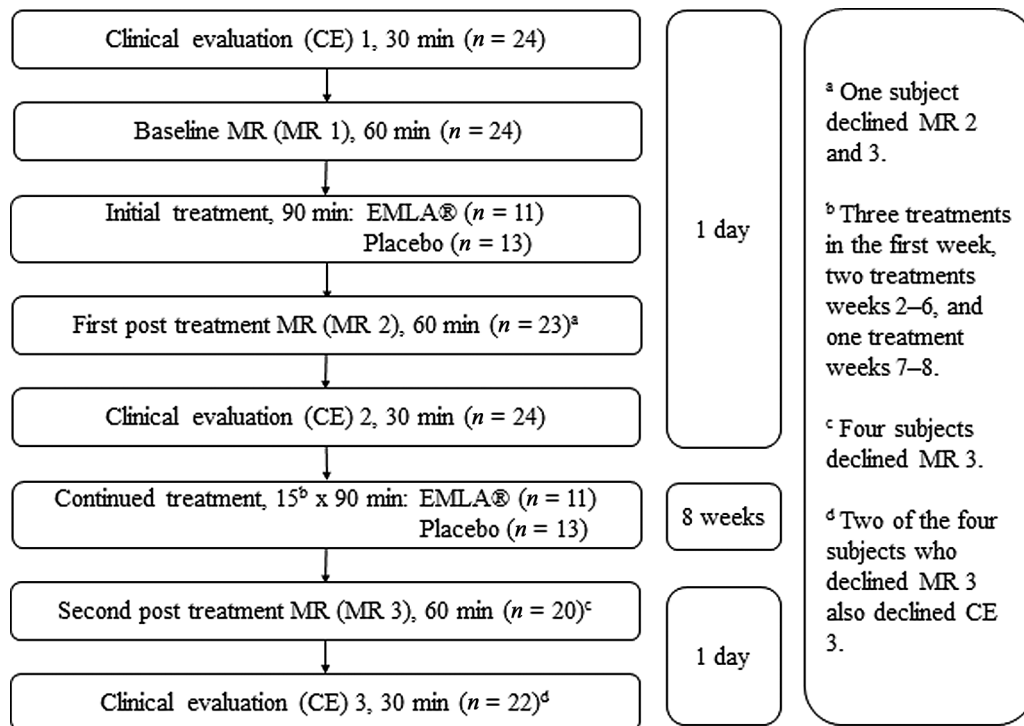 Clinical evaluation (CE) 1, 30 min (n = 24)
Baseline MR (MR 1), 60 min (n = 24)
Initial treatment, 90 min: EMLA® (n = 11)
Placebo (n = 13)
First post treatment MR (MR 2), 60 min (n = 23)ᵃ
Clinical evaluation (CE) 2, 30 min (n = 24)
Continued treatment, 15ᵇ x 90 min: EMLA® (n = 11)
Placebo (n = 13)
Second post treatment MR (MR 3), 60 min (n = 20)ᶜ
Clinical evaluation (CE) 3, 30 min (n = 22)ᵈ
1 day
8 weeks
1 day
ᵃ One subject
declined MR 2
and 3.
ᵇ Three treatments
in the first week,
two treatments
weeks 2–6, and
one treatment
weeks 7–8.
ᶜ Four subjects
declined MR 3.
ᵈ Two of the four
subjects who
declined MR 3
also declined CE
3.